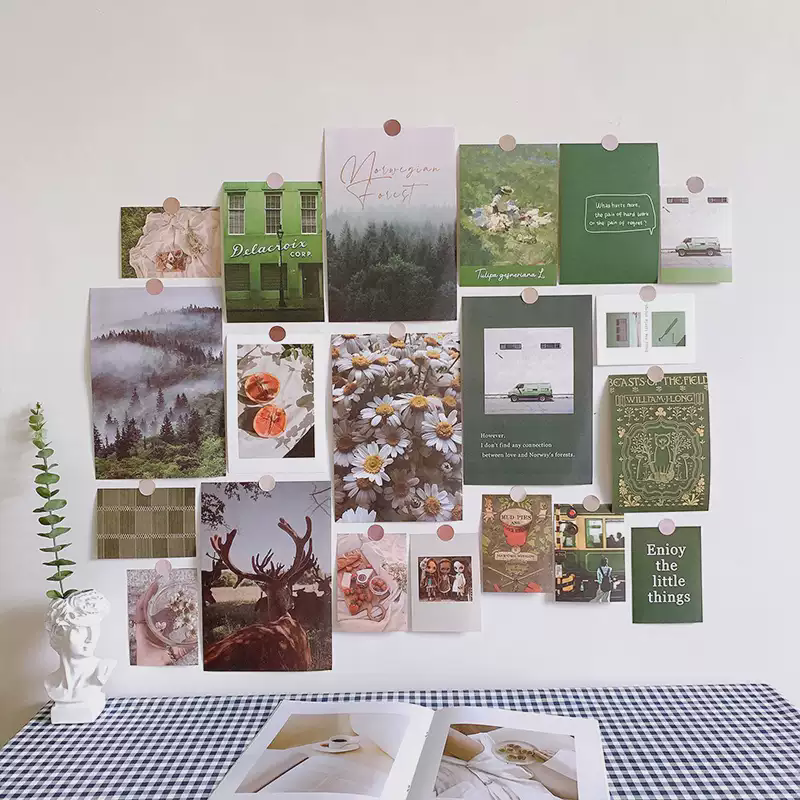 Norwegian
Forest
Delacroix
CORP.
Tulipa gesneriana L.
What hurts more,
the pain of hard work
or the pain of regret?
However,
I don't find any connection
between love and Norway's forests.
BEASTS OF THE FIELD
WILLIAM·J·LONG
MUD PIES
AND
Enjoy
the
little
things